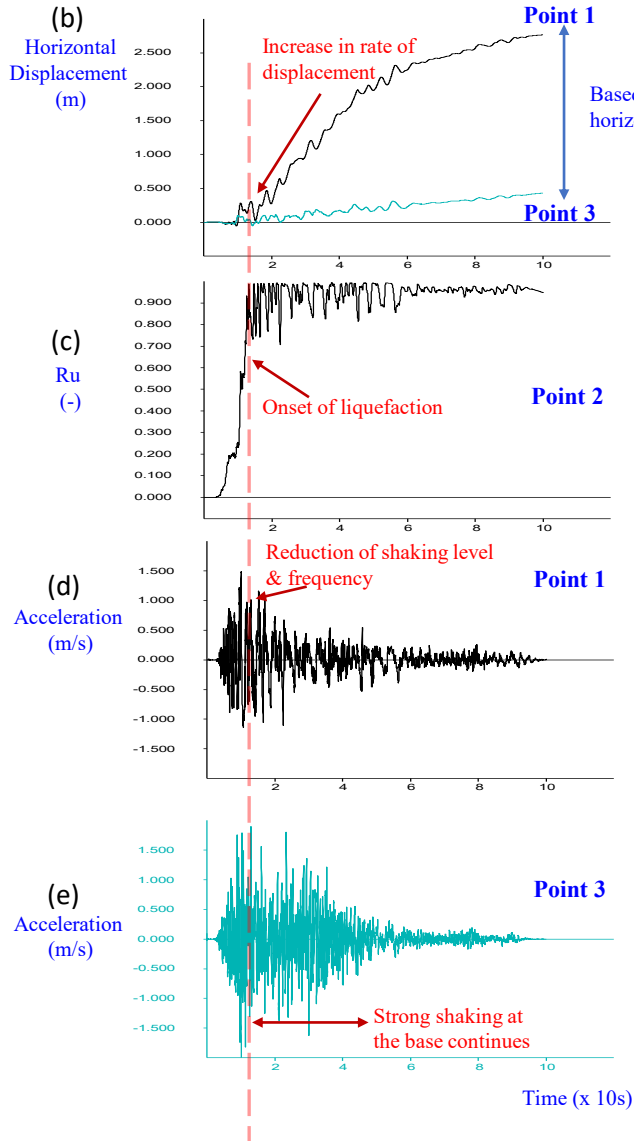 (b)
Horizontal
Displacement
(m)
2.500
2.000
1.500
1.000
0.500
0.000
Increase in rate of
displacement
Point 1
Based
horiz
Point 3
2
4
6
8
10
(c)
Ru
(-)
0.900
0.800
0.700
0.600
0.500
0.400
0.300
0.200
0.100
0.000
Onset of liquefaction
Point 2
2
4
6
8
10
(d)
Acceleration
(m/s)
1.500
1.000
0.500
0.000
-0.500
-1.000
-1.500
Reduction of shaking level
& frequency
Point 1
2
4
6
8
10
(e)
Acceleration
(m/s)
1.500
1.000
0.500
0.000
-0.500
-1.000
-1.500
Point 3
Strong shaking at
the base continues
2
4
6
8
10
Time (x 10s)